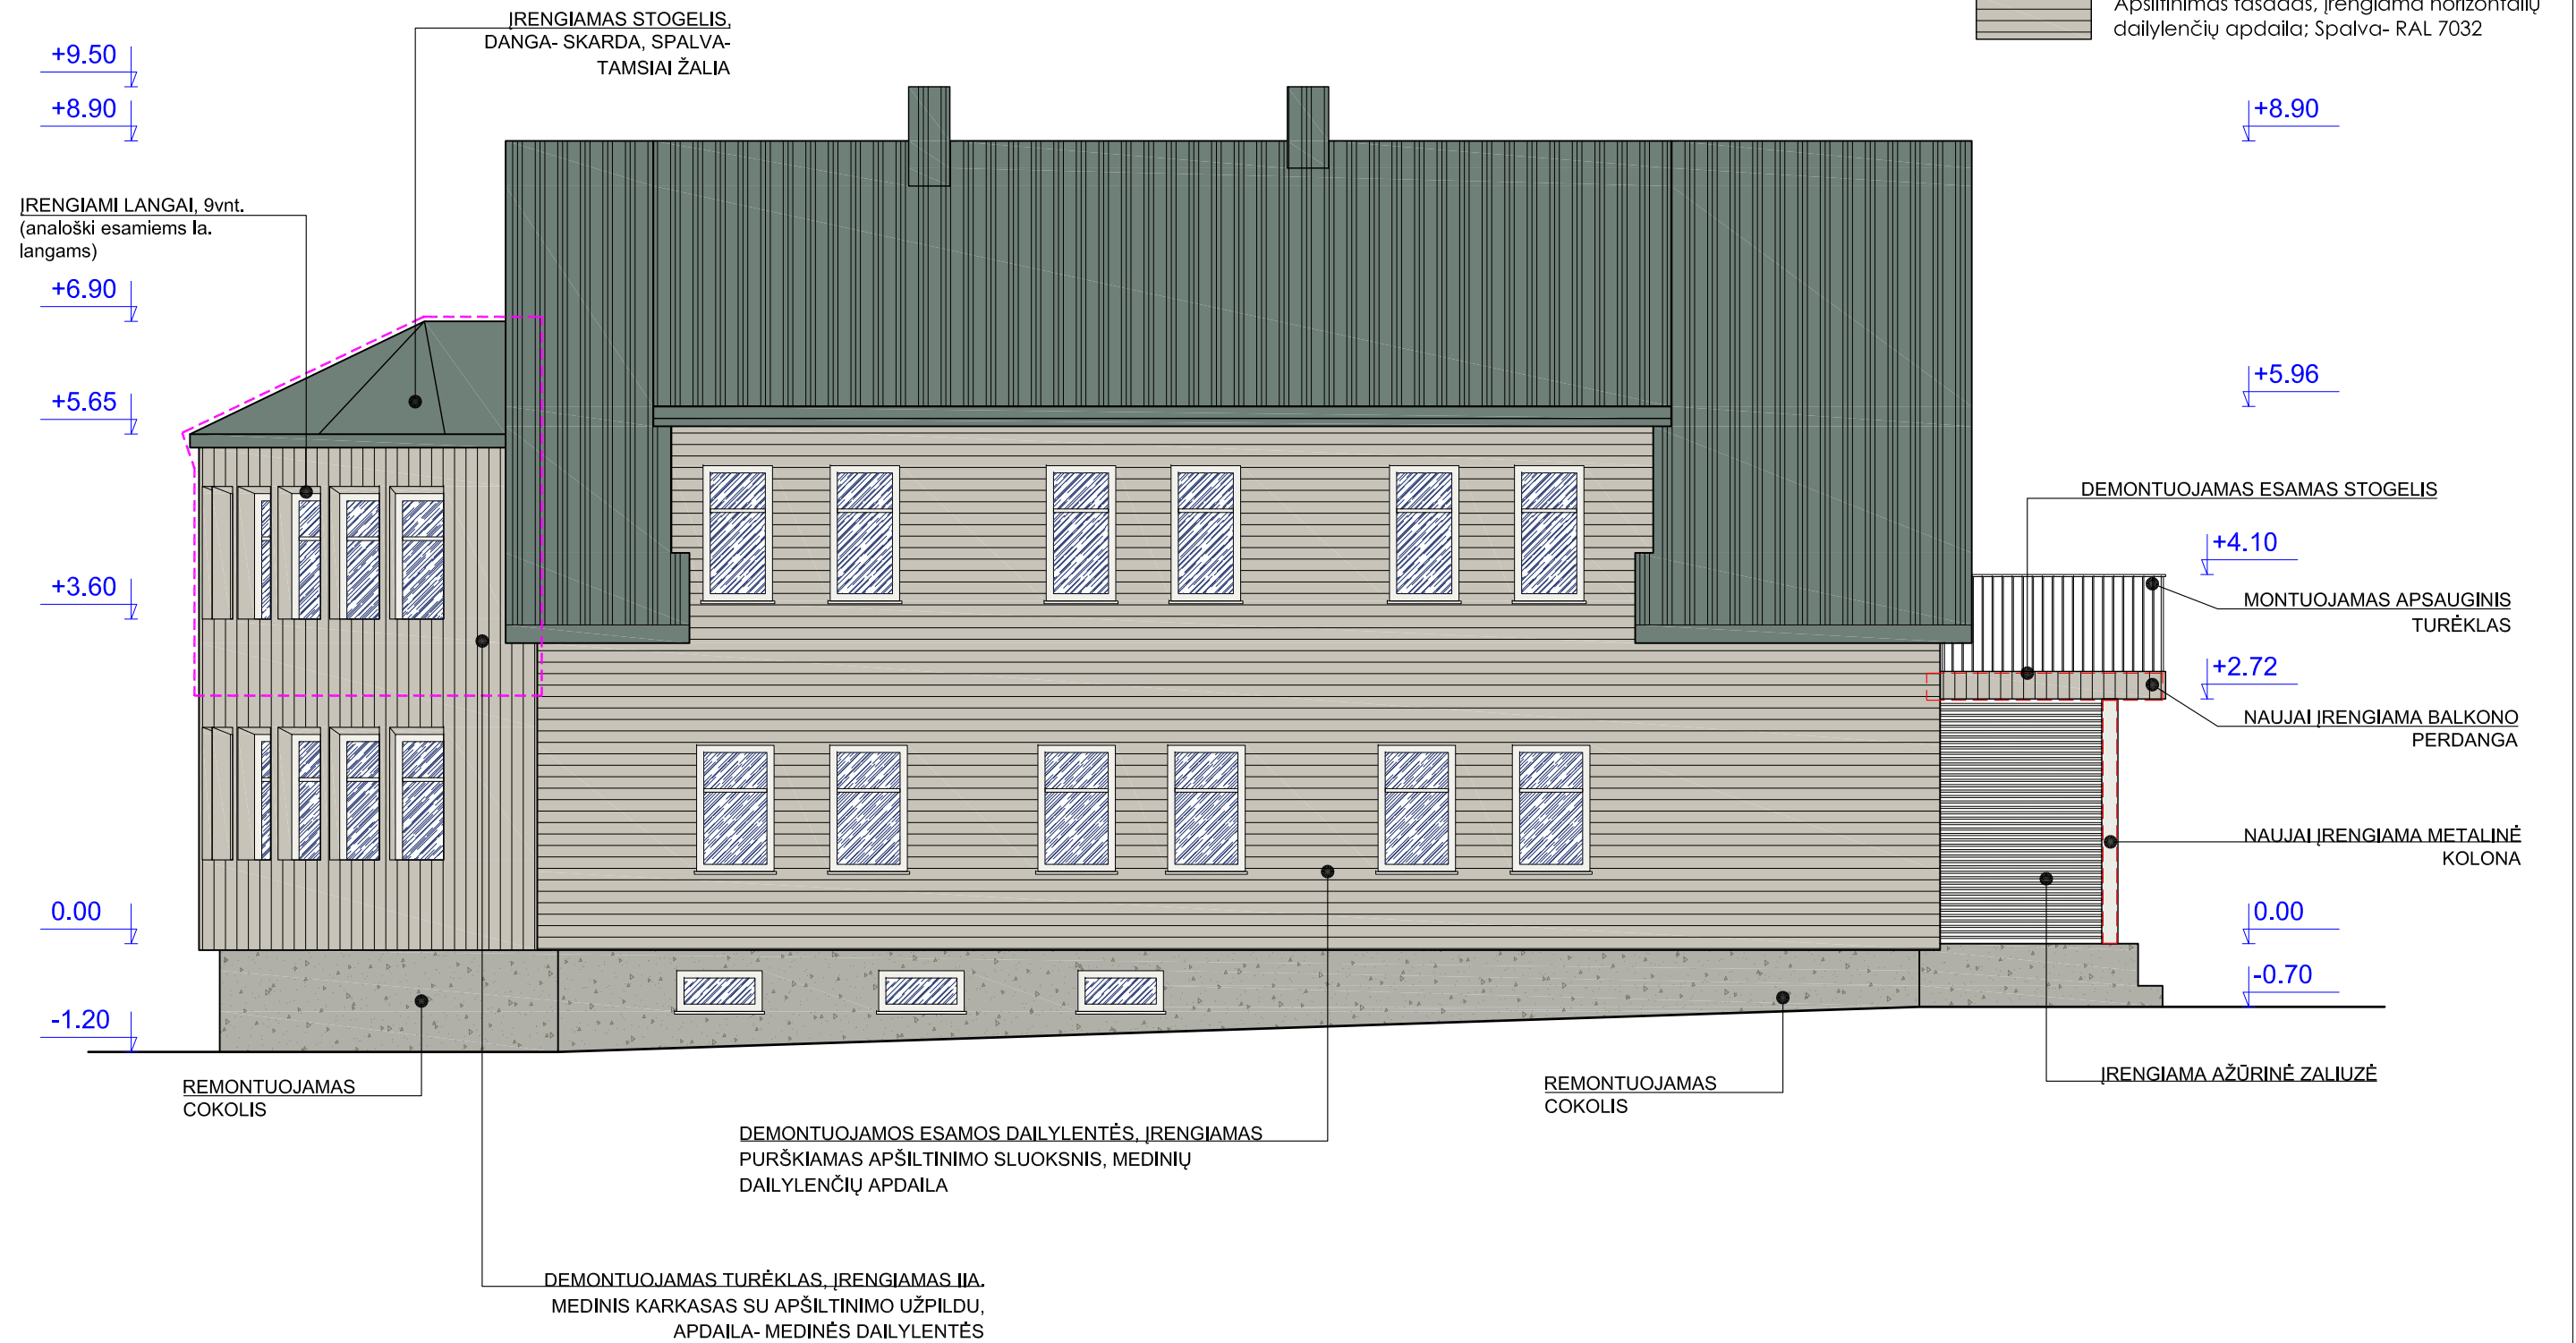 Apšiltinimas fasadas, įrengiama horizontalių
dailylenčių apdaila; Spalva- RAL 7032
ĮRENGIAMAS STOGELIS,
DANGA- SKARDA, SPALVA-
TAMSIAI ŽALIA
+9.50
+8.90
+8.90
ĮRENGIAMI LANGAI, 9vnt.
(analoški esamiems Ia.
langams)
+6.90
+5.65
+5.96
DEMONTUOJAMAS ESAMAS STOGELIS
+4.10
+3.60
MONTUOJAMAS APSAUGINIS
TURĖKLAS
+2.72
NAUJAI ĮRENGIAMA BALKONO
PERDANGA
NAUJAI ĮRENGIAMA METALINĖ
KOLONA
0.00
0.00
-0.70
-1.20
REMONTUOJAMAS
COKOLIS
REMONTUOJAMAS
COKOLIS
ĮRENGIAMA AŽŪRINĖ ZALIUZĖ
DEMONTUOJAMOS ESAMOS DAILYLENTĖS, ĮRENGIAMAS
PURŠKIAMAS APŠILTINIMO SLUOKSNIS, MEDINIŲ
DAILYLENČIŲ APDAILA
DEMONTUOJAMAS TURĖKLAS, ĮRENGIAMAS IIA.
MEDINIS KARKASAS SU APŠILTINIMO UŽPILDU,
APDAILA- MEDINĖS DAILYLENTĖS